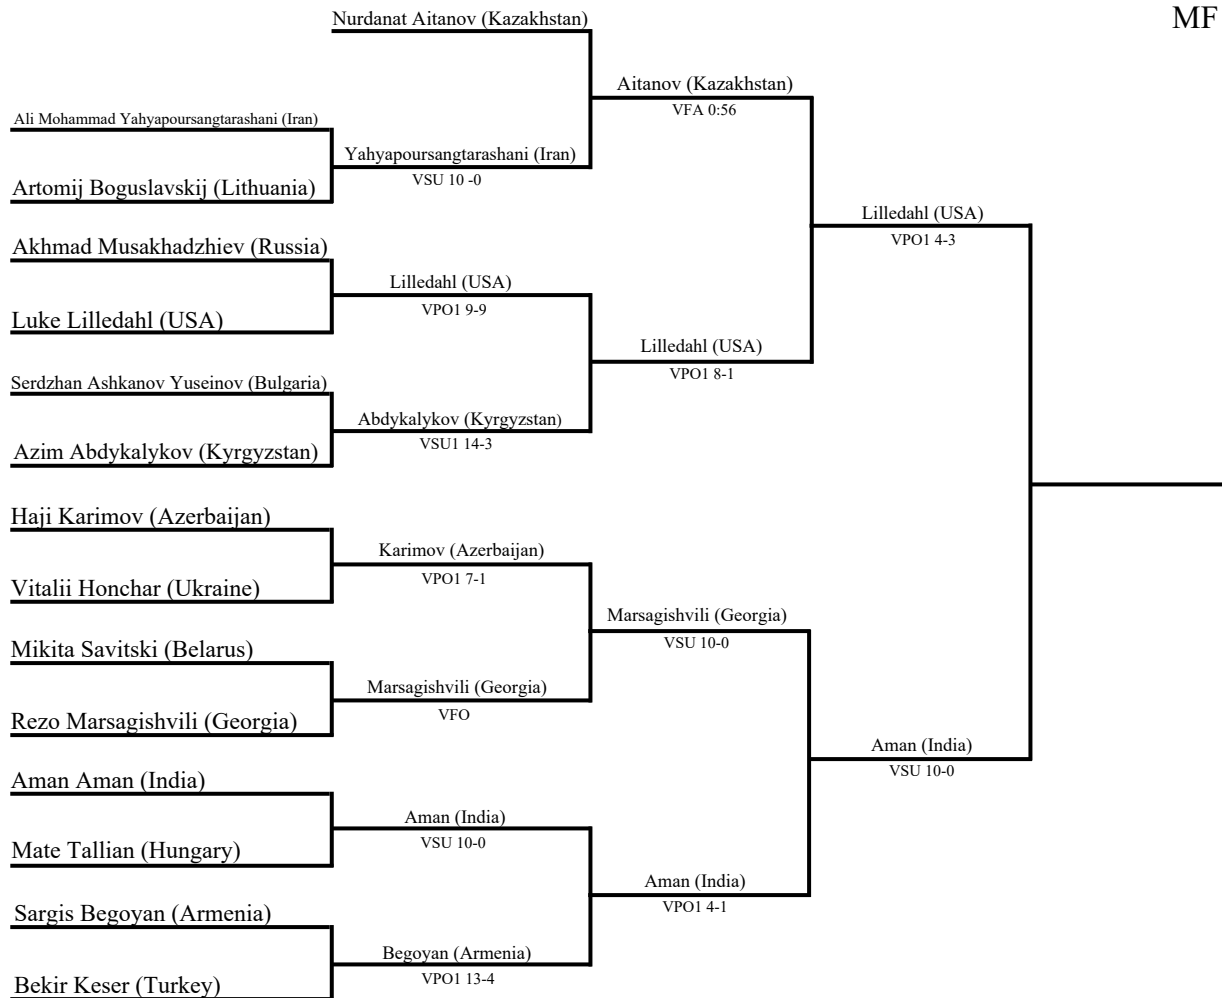 MF
Nurdanat Aitanov (Kazakhstan)
Aitanov (Kazakhstan)
VFA 0:56
Ali Mohammad Yahyapoursangtarashani (Iran)
Yahyapoursangtarashani (Iran)
VSU 10 -0
Artomij Boguslavskij (Lithuania)
Lilledahl (USA)
VPO1 4-3
Akhmad Musakhadzhiev (Russia)
Lilledahl (USA)
VPO1 9-9
Luke Lilledahl (USA)
Lilledahl (USA)
VPO1 8-1
Serdzhan Ashkanov Yuseinov (Bulgaria)
Abdykalykov (Kyrgyzstan)
VSU1 14-3
Azim Abdykalykov (Kyrgyzstan)
Haji Karimov (Azerbaijan)
Karimov (Azerbaijan)
VPO1 7-1
Vitalii Honchar (Ukraine)
Marsagishvili (Georgia)
VSU 10-0
Mikita Savitski (Belarus)
Marsagishvili (Georgia)
VFO
Rezo Marsagishvili (Georgia)
Aman (India)
VSU 10-0
Aman Aman (India)
Aman (India)
VSU 10-0
Mate Tallian (Hungary)
Aman (India)
VPO1 4-1
Sargis Begoyan (Armenia)
Begoyan (Armenia)
VPO1 13-4
Bekir Keser (Turkey)